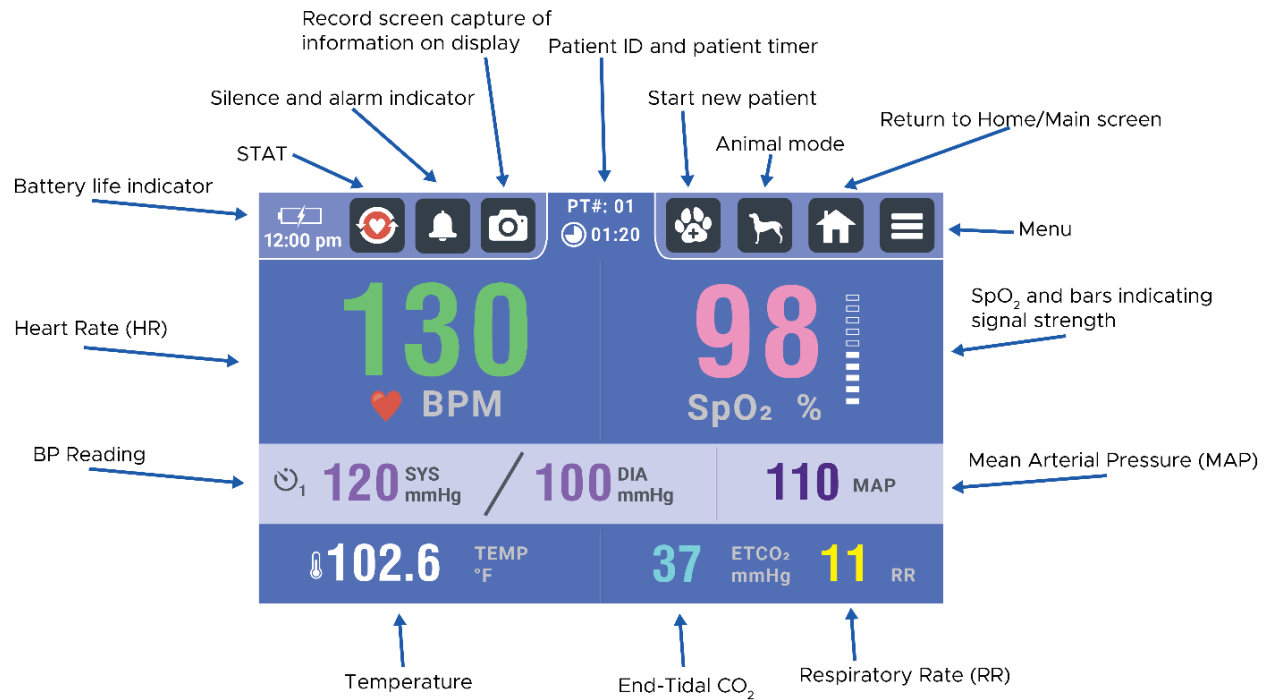 Record screen capture of
information on display
Patient ID and patient timer
Silence and alarm indicator
Start new patient
Return to Home/Main screen
STAT
Animal mode
Battery life indicator
12:00 pm
PT#: 01
01:20
Menu
130
BPM
98
SpO₂ %
Heart Rate (HR)
SpO₂ and bars indicating
signal strength
BP Reading
1 120 SYS mmHg / 100 DIA mmHg
110 MAP
Mean Arterial Pressure (MAP)
102.6 TEMP °F
37 ETCO₂ mmHg
11 RR
Temperature
End-Tidal CO₂
Respiratory Rate (RR)